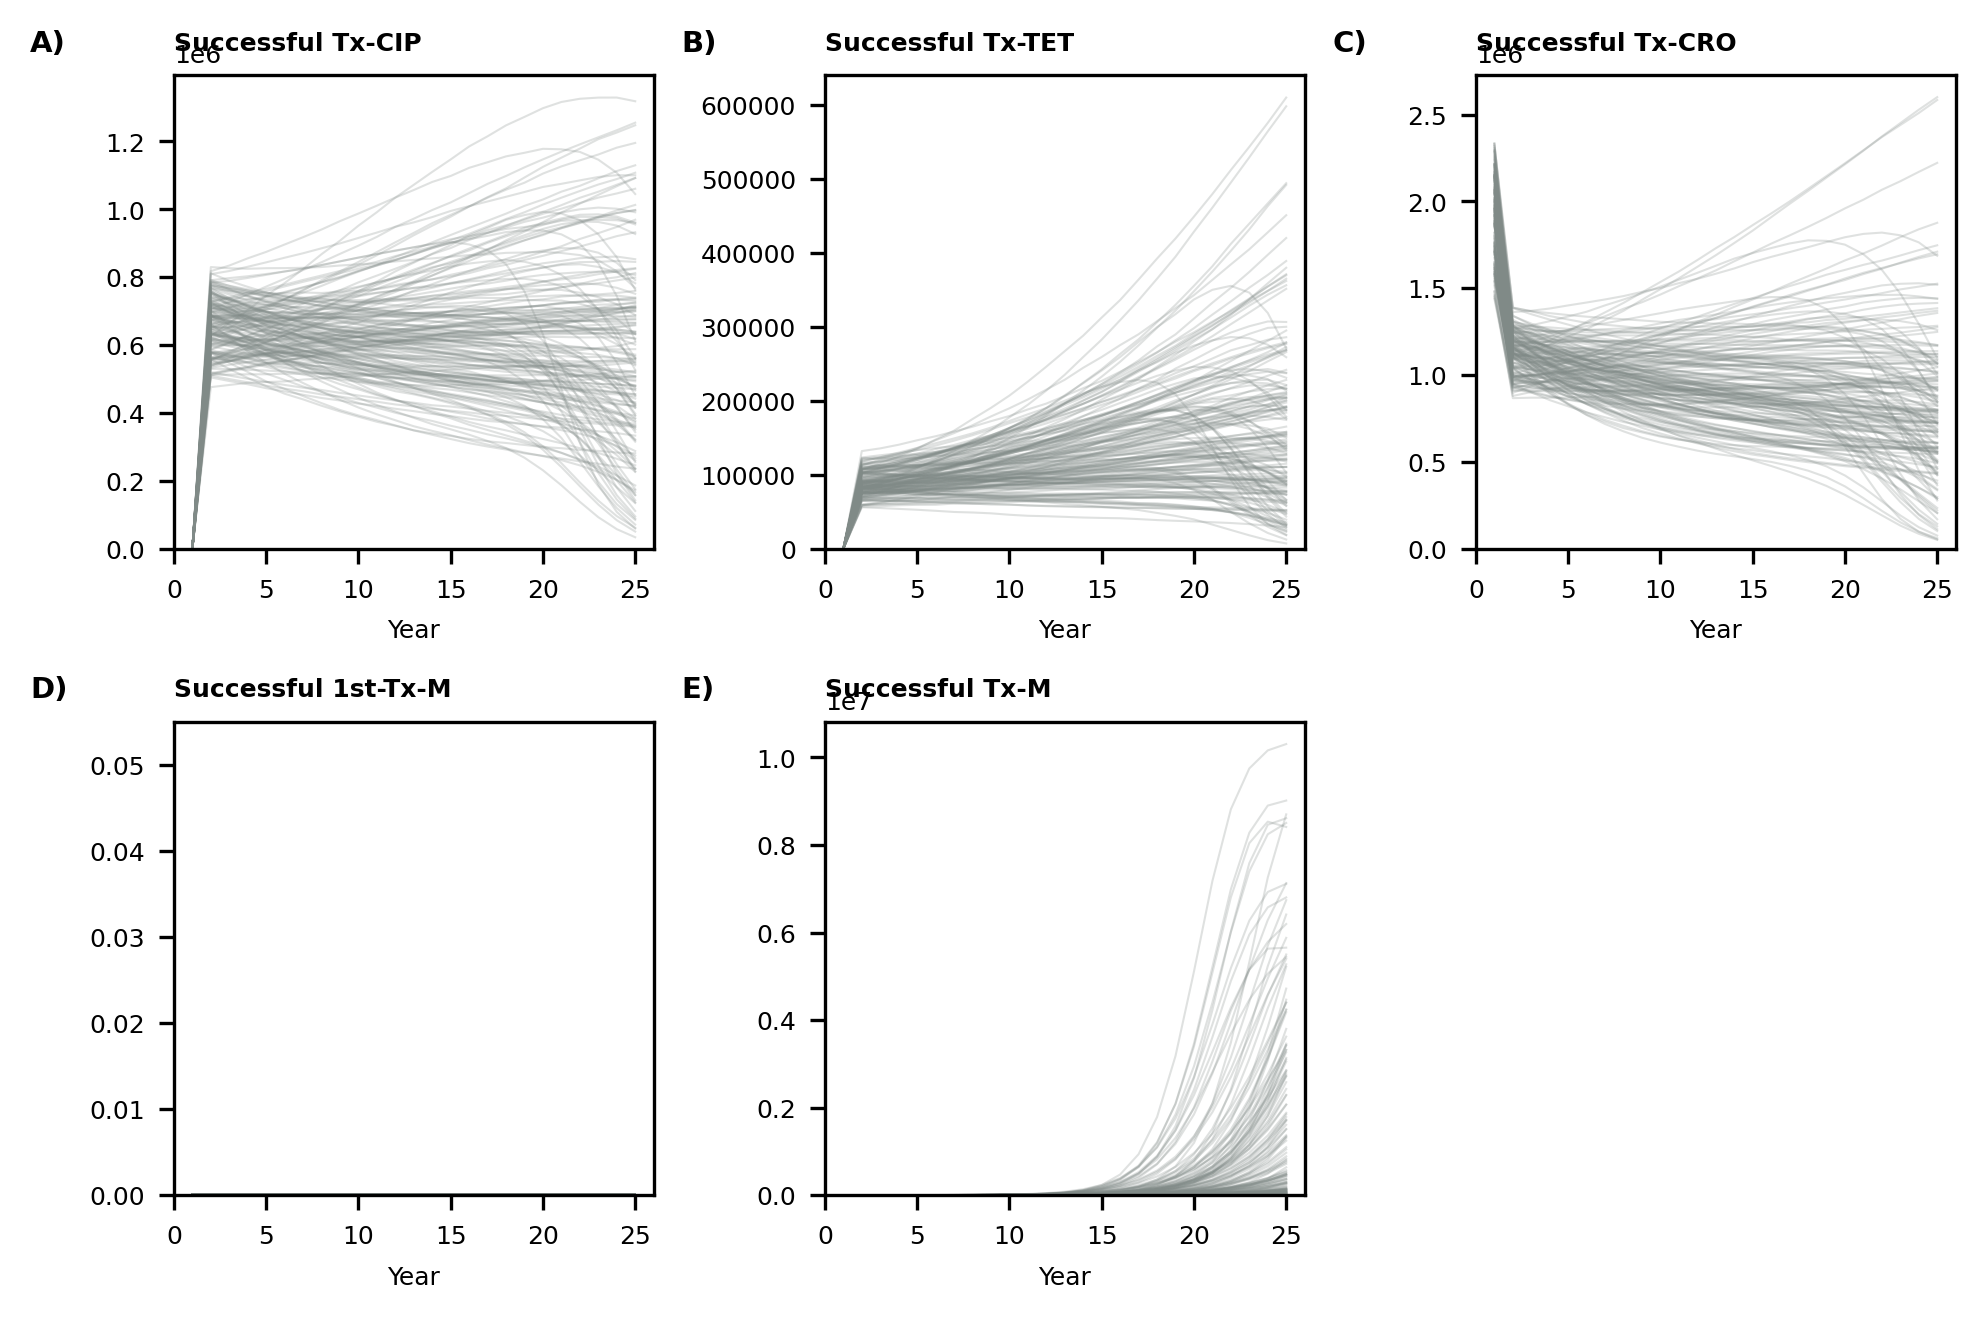 A)
Successful Tx-CIP
1e6
1.2
1.0
0.8
0.6
0.4
0.2
0.0
0 5 10 15 20 25
Year
B)
Successful Tx-TET
600000
500000
400000
300000
200000
100000
0
0 5 10 15 20 25
Year
C)
Successful Tx-CRO
1e6
2.5
2.0
1.5
1.0
0.5
0.0
0 5 10 15 20 25
Year
D)
Successful 1st-Tx-M
0.05
0.04
0.03
0.02
0.01
0.00
0 5 10 15 20 25
Year
E)
Successful Tx-M
1e7
1.0
0.8
0.6
0.4
0.2
0.0
0 5 10 15 20 25
Year